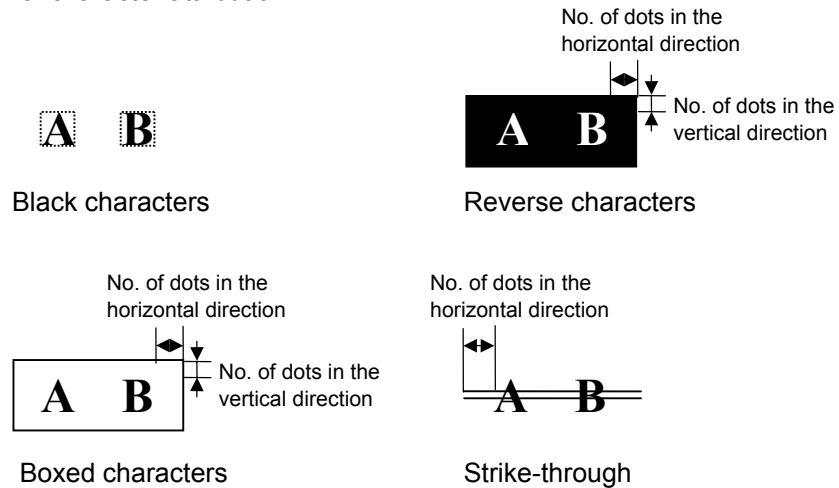 No. of dots in the
horizontal direction
No. of dots in the
vertical direction
A B
A B
Black characters
Reverse characters
No. of dots in the
horizontal direction
No. of dots in the
horizontal direction
No. of dots in the
vertical direction
A B
A B
Boxed characters
Strike-through